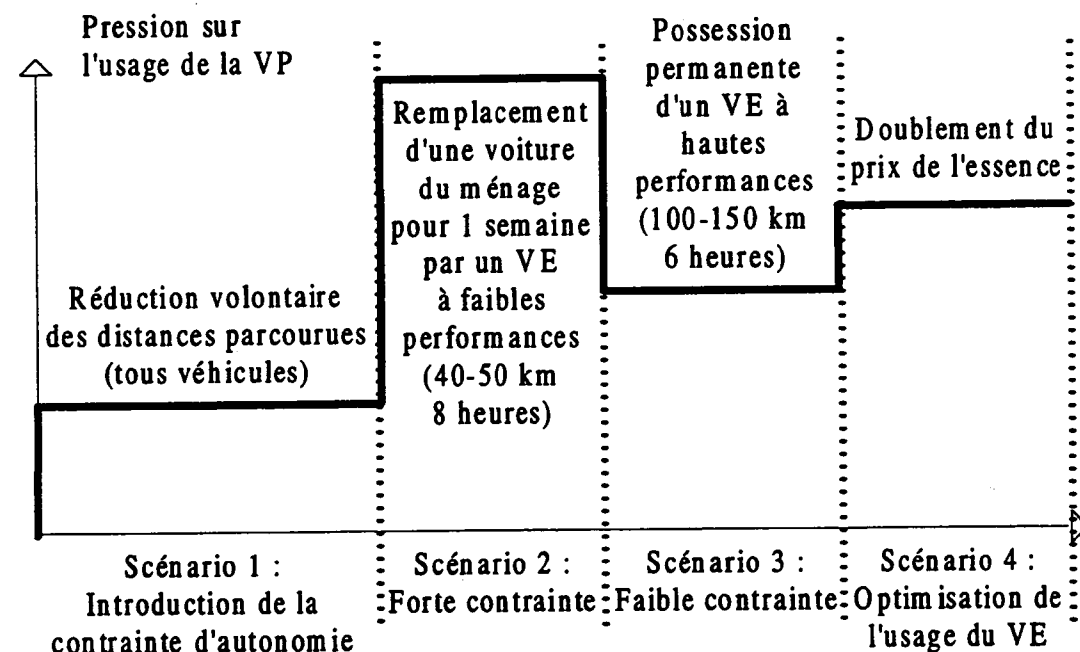 Pression sur
l'usage de la VP
Réduction volontaire
des distances parcourues
(tous véhicules)
Remplacement
d'une voiture
du ménage
pour 1 semaine
par un VE
à faibles
performances
(40-50 km
8 heures)
Possession
permanente
d'un VE à
hautes
performances
(100-150 km
6 heures)
Doublement du
prix de l'essence
Scénario 1 :
Introduction de la
contrainte d'autonomie
Scénario 2 :
Forte contrainte
Scénario 3 :
Faible contrainte
Scénario 4 :
Optimisation de
l'usage du VE